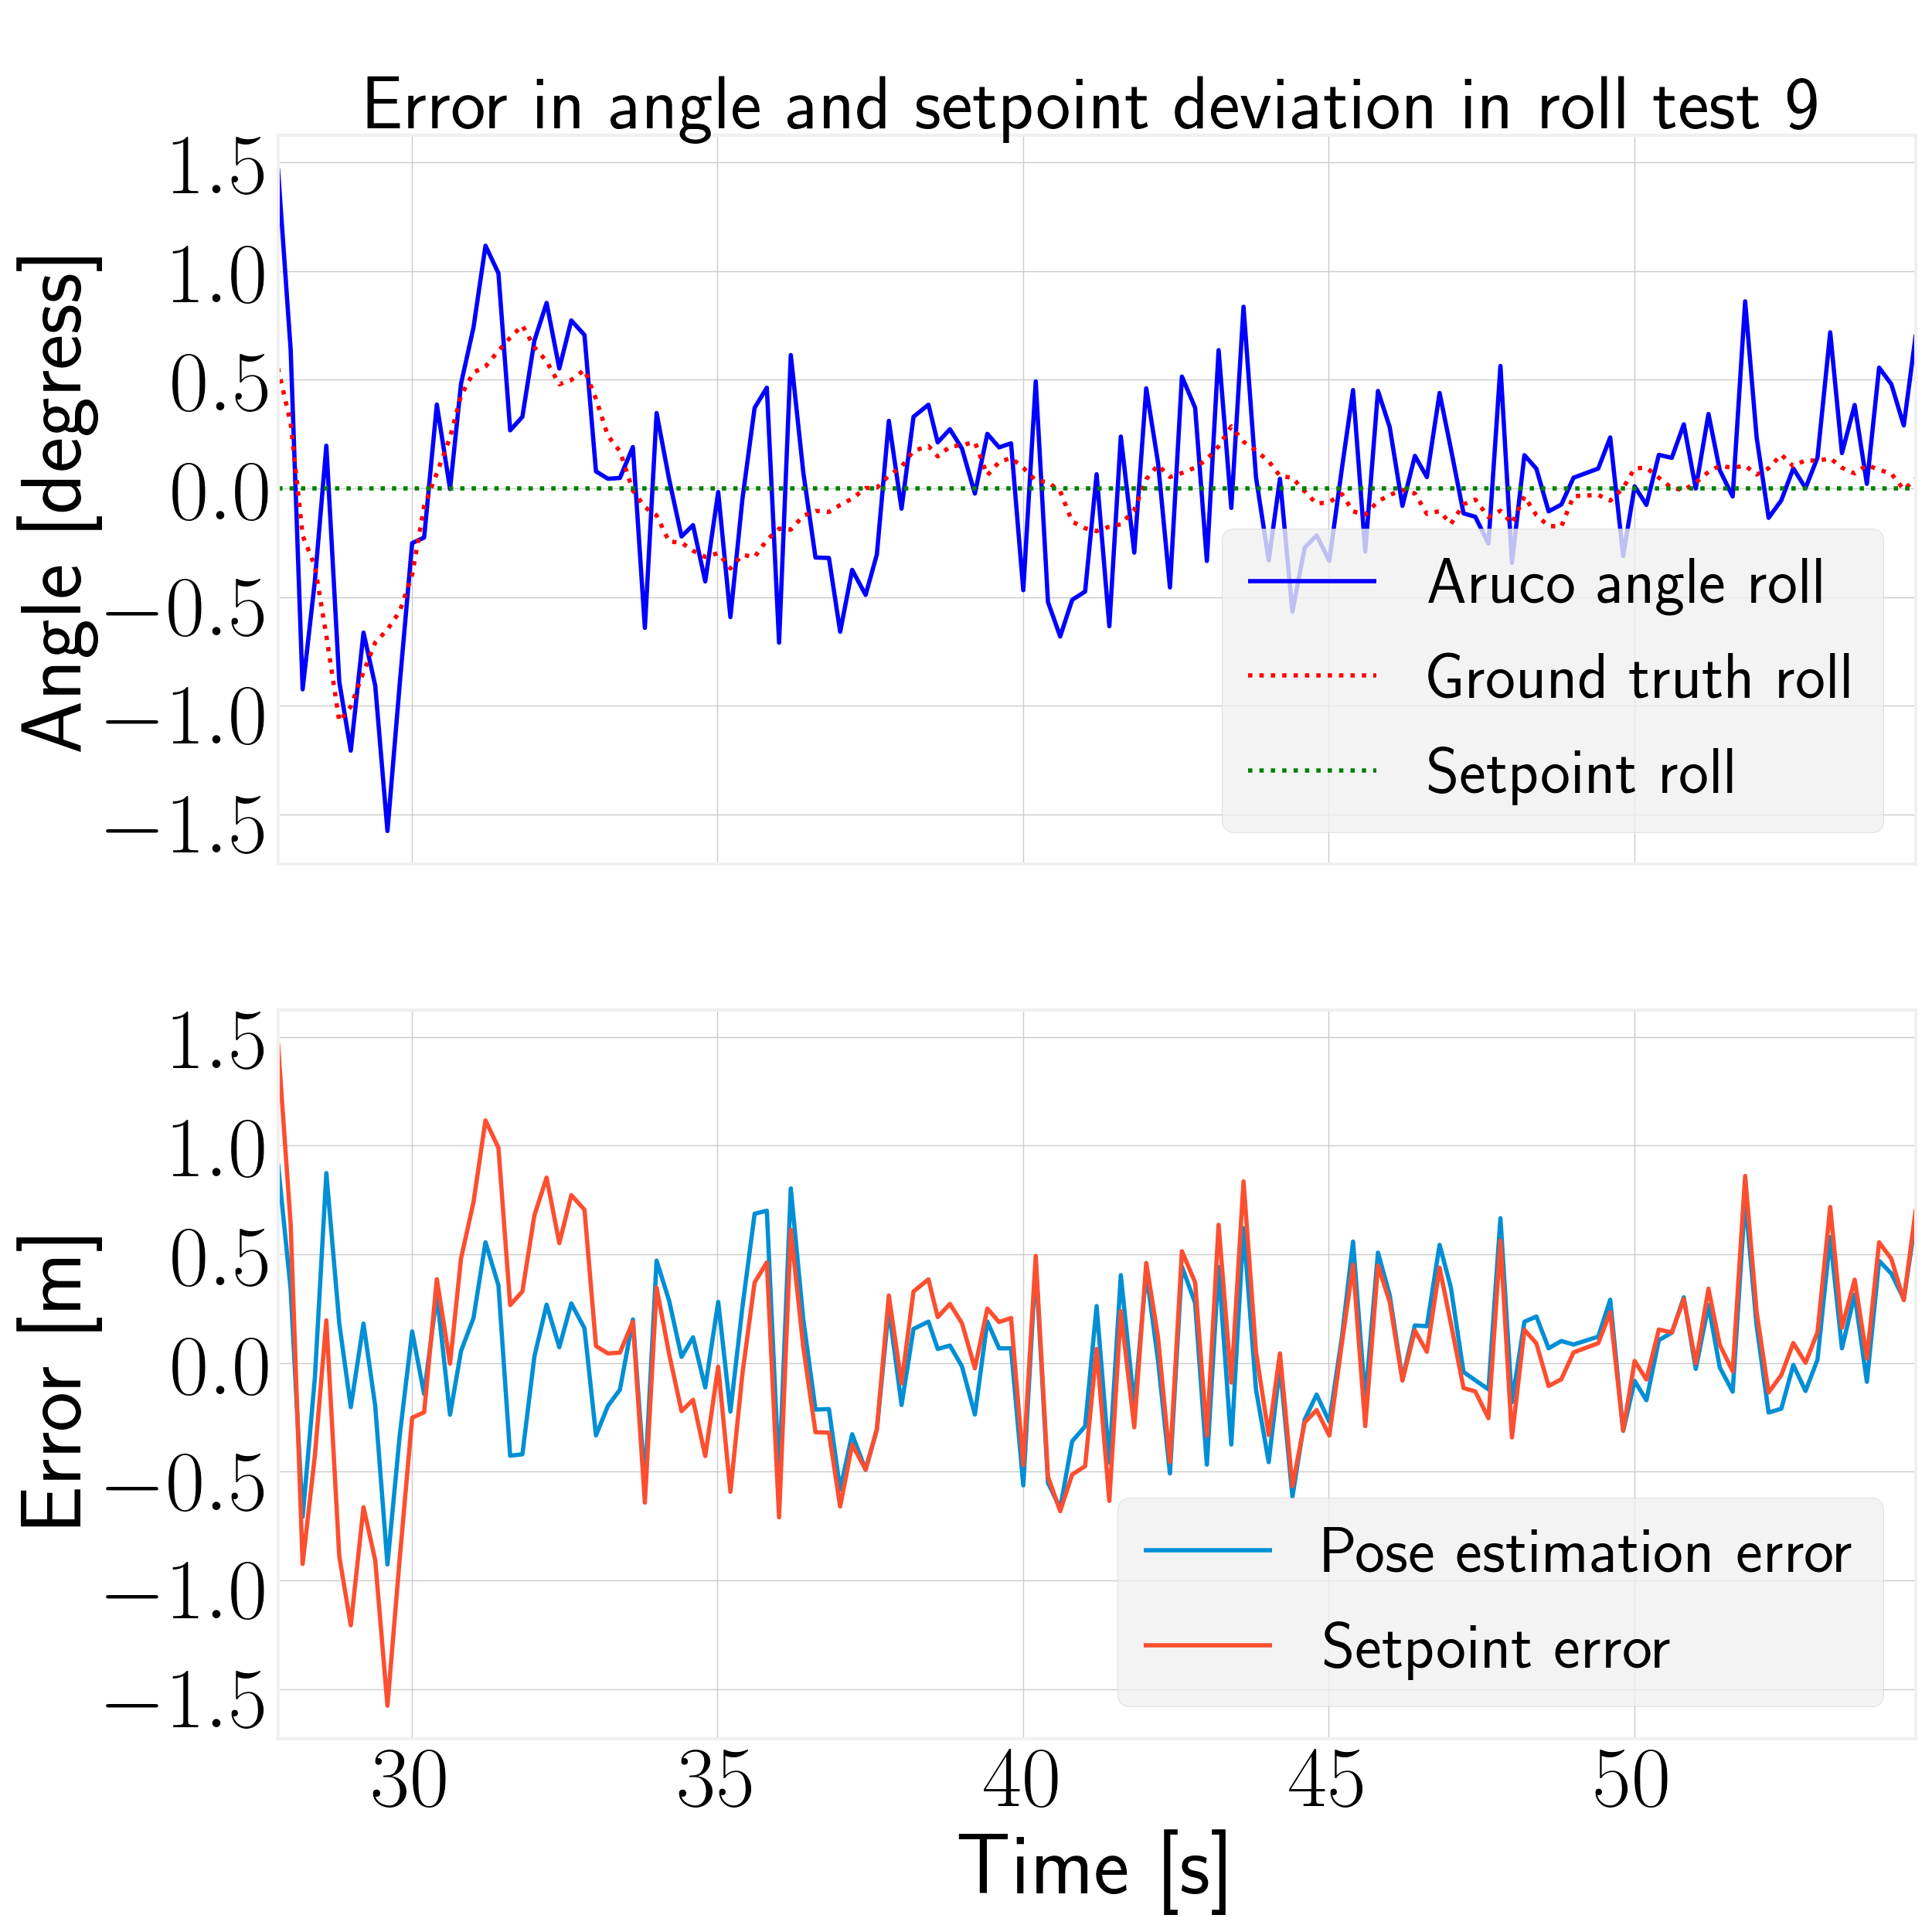 Error in angle and setpoint deviation in roll test 9
1.5
1.0
0.5
0.0
−0.5
−1.0
−1.5
Angle [degress]
Aruco angle roll
Ground truth roll
Setpoint roll
1.5
1.0
0.5
0.0
−0.5
−1.0
−1.5
Error [m]
Pose estimation error
Setpoint error
30 35 40 45 50
Time [s]